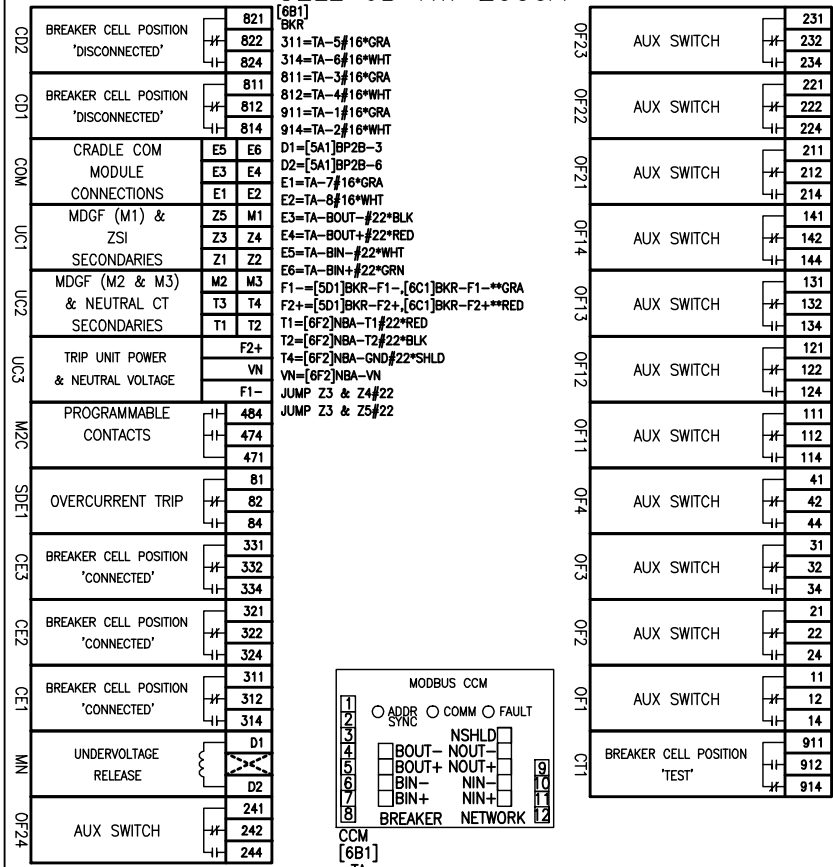 [6B1]
BKR
CD2
BREAKER CELL POSITION
'DISCONNECTED'
821
822
824
CD1
BREAKER CELL POSITION
'DISCONNECTED'
811
812
814
COM
CRADLE COM
MODULE
CONNECTIONS
E5 E6
E3 E4
E1 E2
UC1
MDGF (M1) &
ZSI
SECONDARIES
Z5 M1
Z3 Z4
Z1 Z2
UC2
MDGF (M2 & M3)
& NEUTRAL CT
SECONDARIES
M2 M3
T3 T4
T1 T2
UC3
TRIP UNIT POWER
& NEUTRAL VOLTAGE
F2+
VN
F1-
M2C
PROGRAMMABLE
CONTACTS
484
474
471
SDE1
OVERCURRENT TRIP
81
82
84
CE3
BREAKER CELL POSITION
'CONNECTED'
331
332
334
CE2
BREAKER CELL POSITION
'CONNECTED'
321
322
324
CE1
BREAKER CELL POSITION
'CONNECTED'
311
312
314
MN
UNDERVOLTAGE
RELEASE
D1
D2
OF24
AUX SWITCH
241
242
244
311=TA-5#16*GRA
314=TA-6#16*WHT
811=TA-3#16*GRA
812=TA-4#16*WHT
911=TA-1#16*GRA
914=TA-2#16*WHT
D1=[5A1]BP2B-3
D2=[5A1]BP2B-6
E1=TA-7#16*GRA
E2=TA-8#16*WHT
E3=TA-BOUT-#22*BLK
E4=TA-BOUT+#22*RED
E5=TA-BIN-#22*WHT
E6=TA-BIN+#22*GRN
F1-=[5D1]BKR-F1-,[6C1]BKR-F1-**GRA
F2+=[5D1]BKR-F2+,[6C1]BKR-F2+**RED
T1=[6F2]NBA-T1#22*RED
T2=[6F2]NBA-T2#22*BLK
T4=[6F2]NBA-GND#22*SHLD
VN=[6F2]NBA-VN
JUMP Z3 & Z4#22
JUMP Z3 & Z5#22
MODBUS CCM
ADDR SYNC
COMM
FAULT
1
2
3
4
5
6
7
8
NSHLD
BOUT- NOUT-
BOUT+ NOUT+
BIN- NIN-
BIN+ NIN+
9
10
11
12
BREAKER NETWORK
CCM
[6B1]
TA
OF23
AUX SWITCH
231
232
234
OF22
AUX SWITCH
221
222
224
OF21
AUX SWITCH
211
212
214
OF14
AUX SWITCH
141
142
144
OF13
AUX SWITCH
131
132
134
OF12
AUX SWITCH
121
122
124
OF11
AUX SWITCH
111
112
114
OF4
AUX SWITCH
41
42
44
OF3
AUX SWITCH
31
32
34
OF2
AUX SWITCH
21
22
24
OF1
AUX SWITCH
11
12
14
CT1
BREAKER CELL POSITION
'TEST'
911
912
914